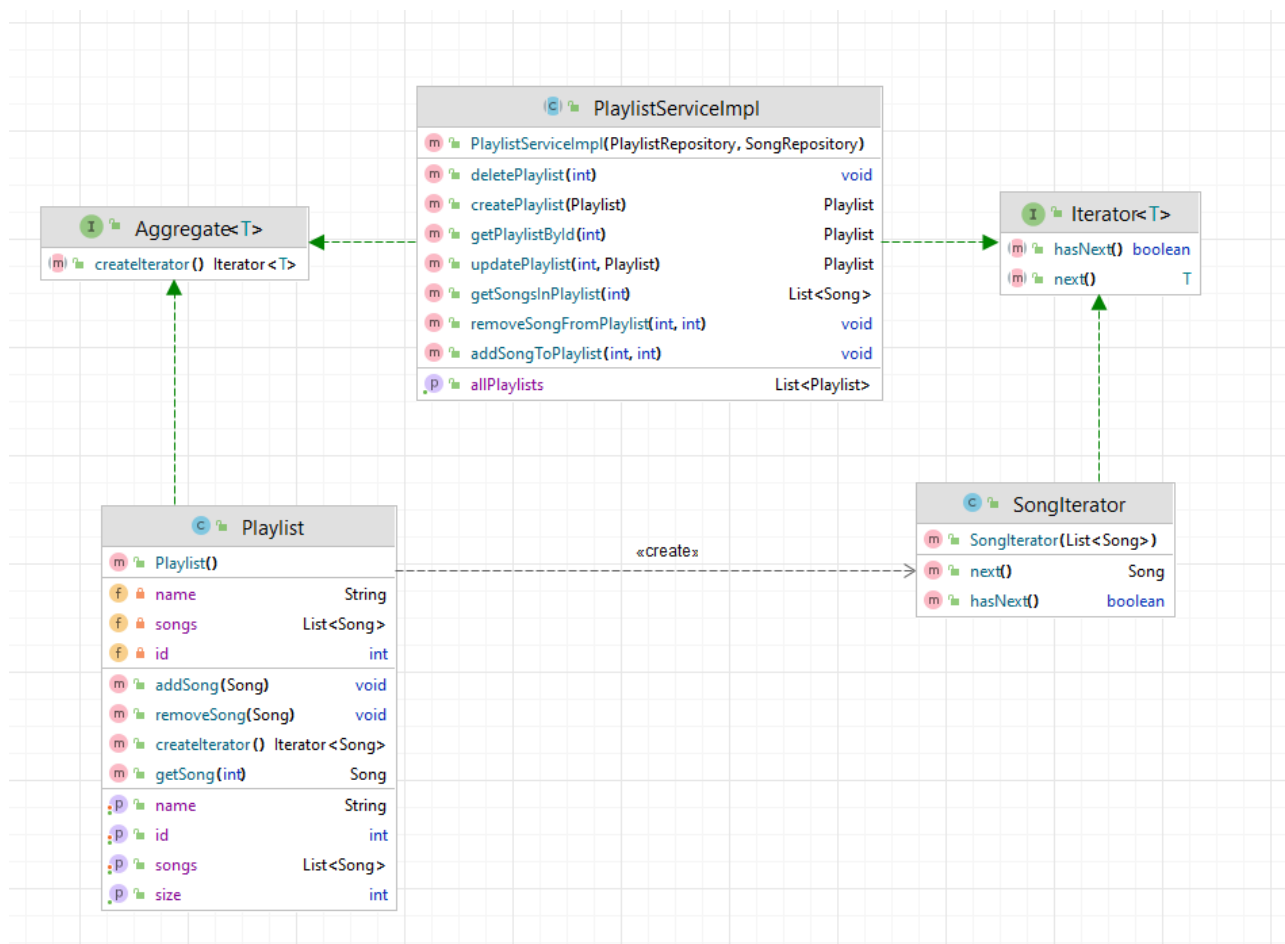 PlaylistServiceImpl
PlaylistServiceImpl(PlaylistRepository, SongRepository)
deletePlaylist(int) void
createPlaylist(Playlist) Playlist
getPlaylistById(int) Playlist
updatePlaylist(int, Playlist) Playlist
getSongsInPlaylist(int) List<Song>
removeSongFromPlaylist(int, int) void
addSongToPlaylist(int, int) void
allPlaylists List<Playlist>
Aggregate<T>
createIterator() Iterator<T>
Iterator<T>
hasNext() boolean
next() T
Playlist
Playlist()
name String
songs List<Song>
id int
addSong(Song) void
removeSong(Song) void
createIterator() Iterator<Song>
getSong(int) Song
name String
id int
songs List<Song>
size int
«create»
SongIterator
SongIterator(List<Song>)
next() Song
hasNext() boolean